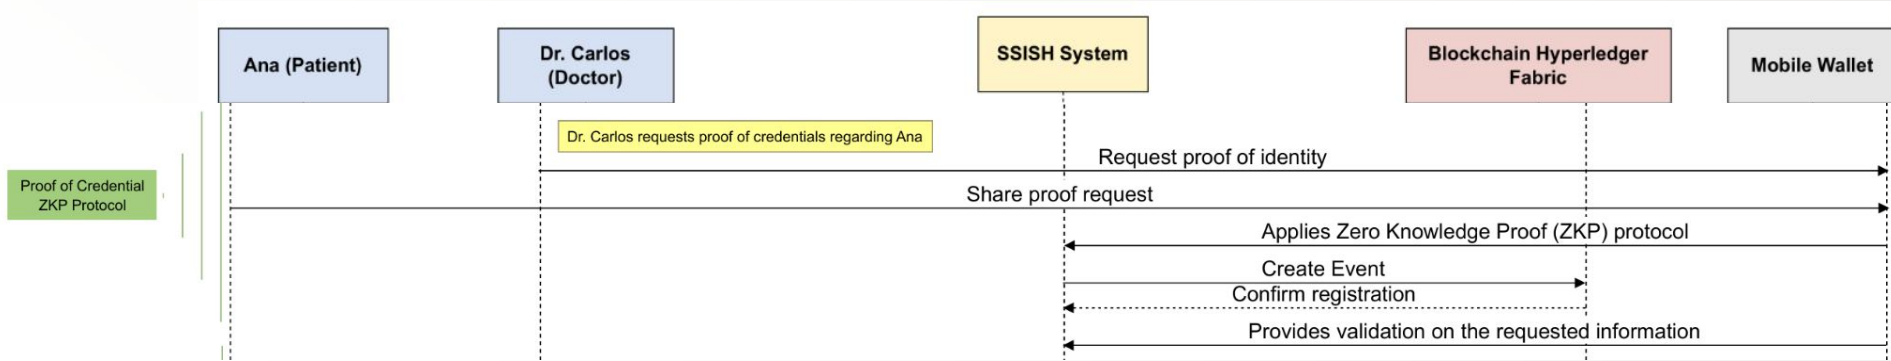 Ana (Patient)
Dr. Carlos
(Doctor)
SSISH System
Blockchain Hyperledger
Fabric
Mobile Wallet
Dr. Carlos requests proof of credentials regarding Ana
Request proof of identity
Proof of Credential
ZKP Protocol
Share proof request
Applies Zero Knowledge Proof (ZKP) protocol
Create Event
Confirm registration
Provides validation on the requested information